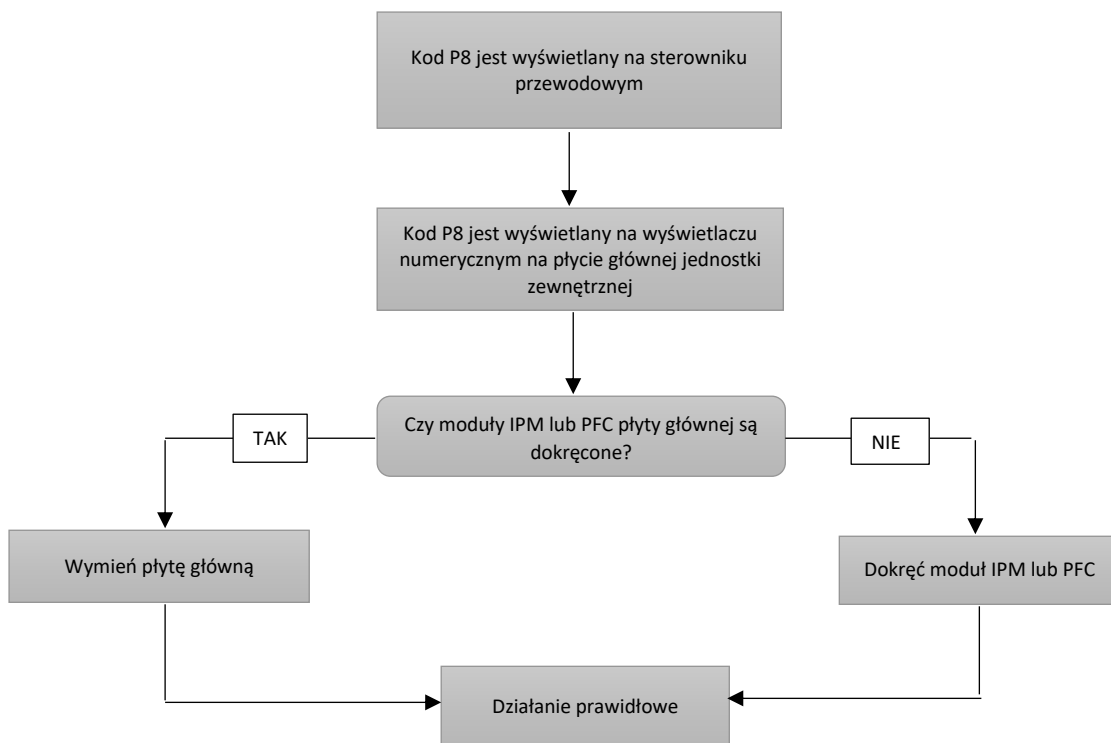 Kod P8 jest wyświetlany na sterowniku
przewodowym
Kod P8 jest wyświetlany na wyświetlaczu
numerycznym na płycie głównej jednostki
zewnętrznej
Czy moduły IPM lub PFC płyty głównej są
dokręcone?
TAK
NIE
Wymień płytę główną
Dokręć moduł IPM lub PFC
Działanie prawidłowe